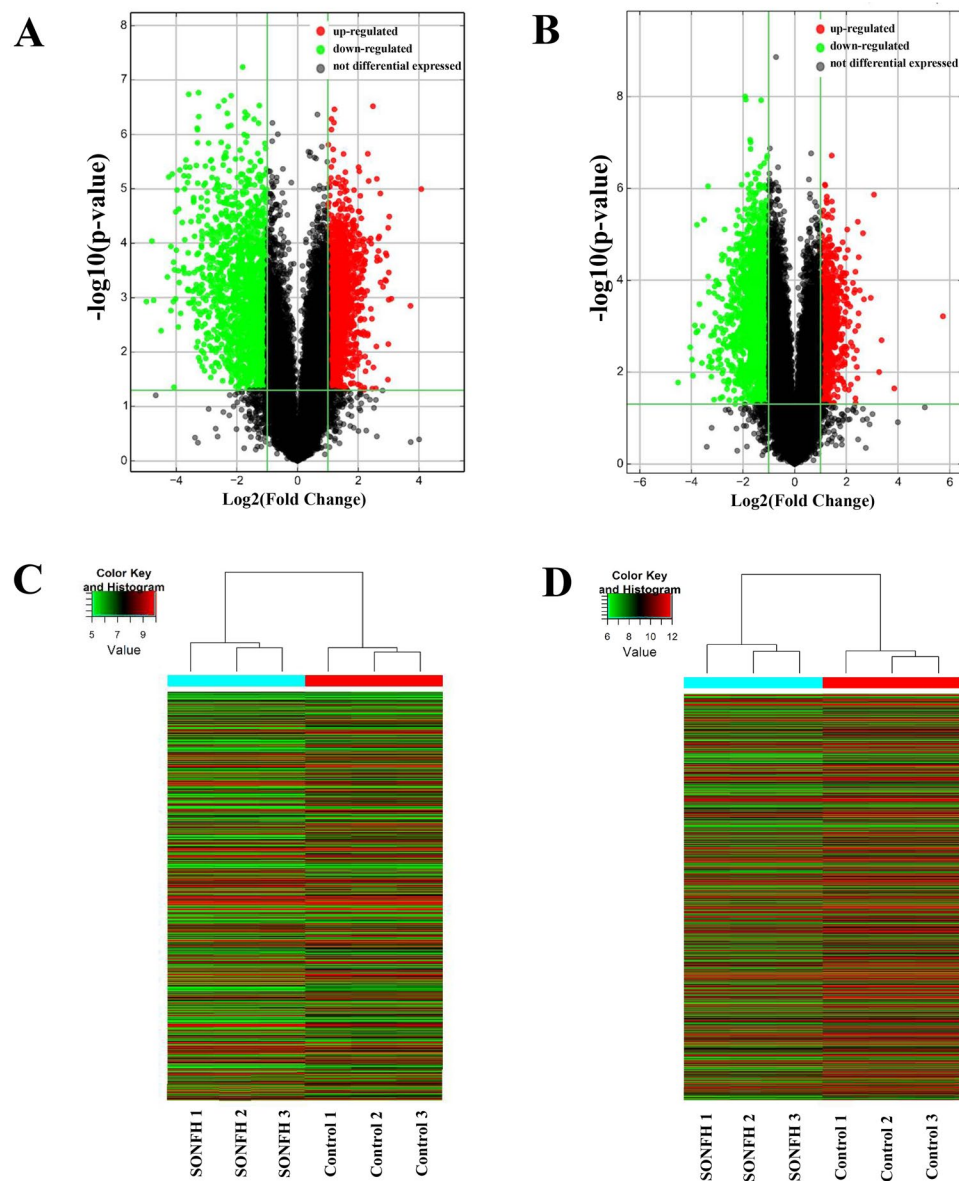 A
up-regulated
down-regulated
not differential expressed
8
7
6
5
4
3
2
1
0
-log10(p-value)
−4 −2 0 2 4
Log2(Fold Change)
B
up-regulated
down-regulated
not differential expressed
8
6
4
2
0
-log10(p-value)
−6 −4 −2 0 2 4 6
Log2(Fold Change)
C
Color Key
and Histogram
5 7 9
Value
SONFH 1
SONFH 2
SONFH 3
Control 1
Control 2
Control 3
D
Color Key
and Histogram
6 8 10 12
Value
SONFH 1
SONFH 2
SONFH 3
Control 1
Control 2
Control 3